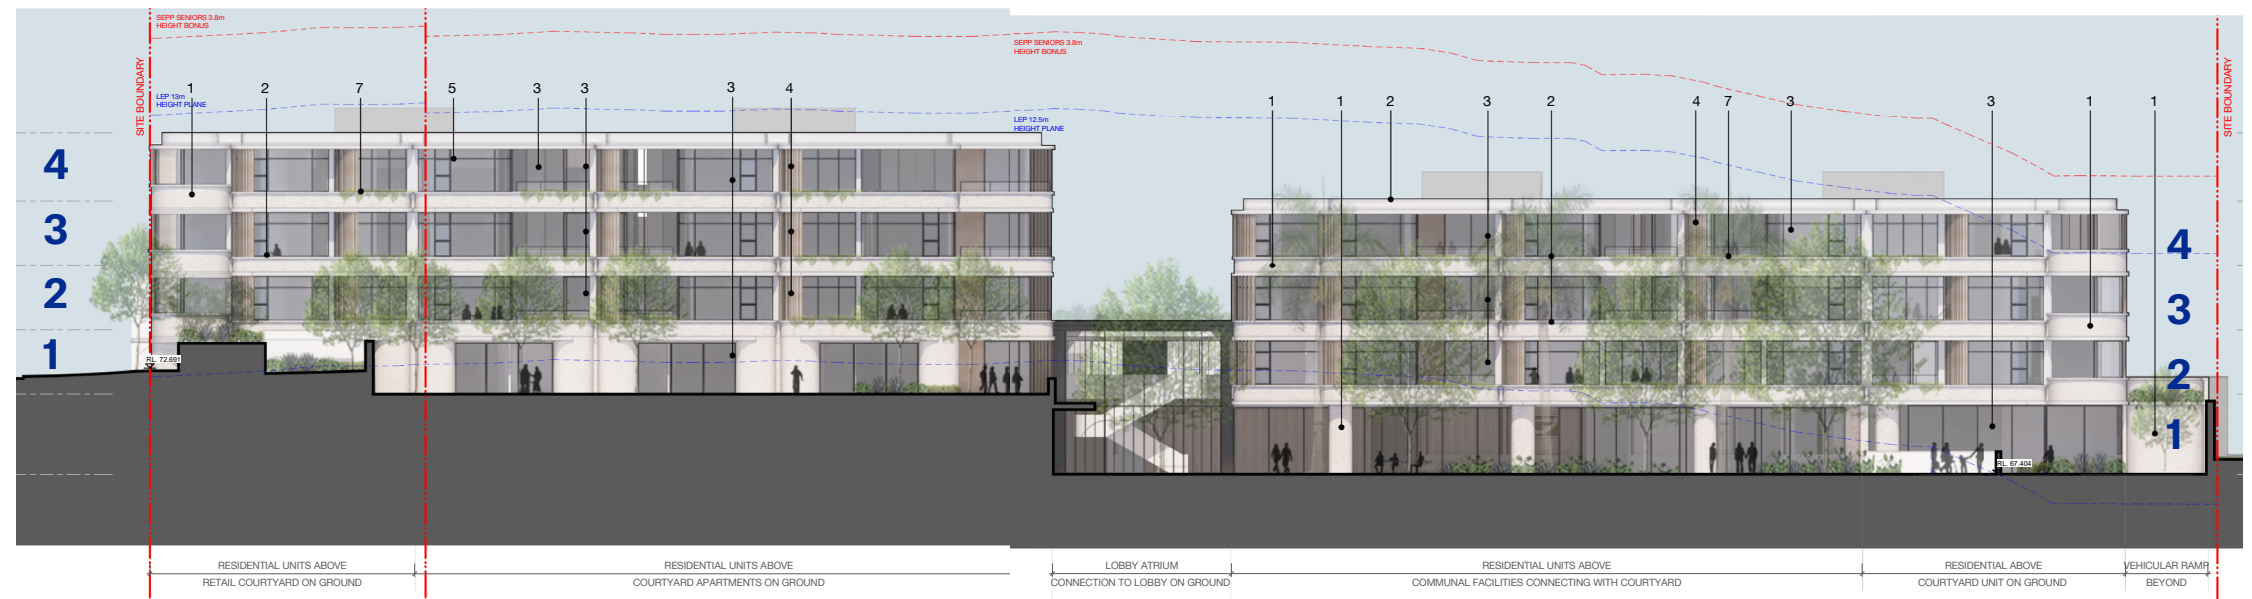 SEPP SENIORS 3.8m
HEIGHT BONUS
SEPP SENIORS 3.8m
HEIGHT BONUS
SITE BOUNDARY
SITE BOUNDARY
LEP 13m
HEIGHT PLANE
1 2 7 5 3 3 3 4
1 1 2 3 2 4 7 3 3 1 1
LEP 12.5m
HEIGHT PLANE
4
3
2
1
4
3
2
1
RL. 72.691
RL. 67.404
RESIDENTIAL UNITS ABOVE
RETAIL COURTYARD ON GROUND
RESIDENTIAL UNITS ABOVE
COURTYARD APARTMENTS ON GROUND
LOBBY ATRIUM
CONNECTION TO LOBBY ON GROUND
RESIDENTIAL UNITS ABOVE
COMMUNAL FACILITIES CONNECTING WITH COURTYARD
RESIDENTIAL ABOVE
COURTYARD UNIT ON GROUND
VEHICULAR RAMP
BEYOND